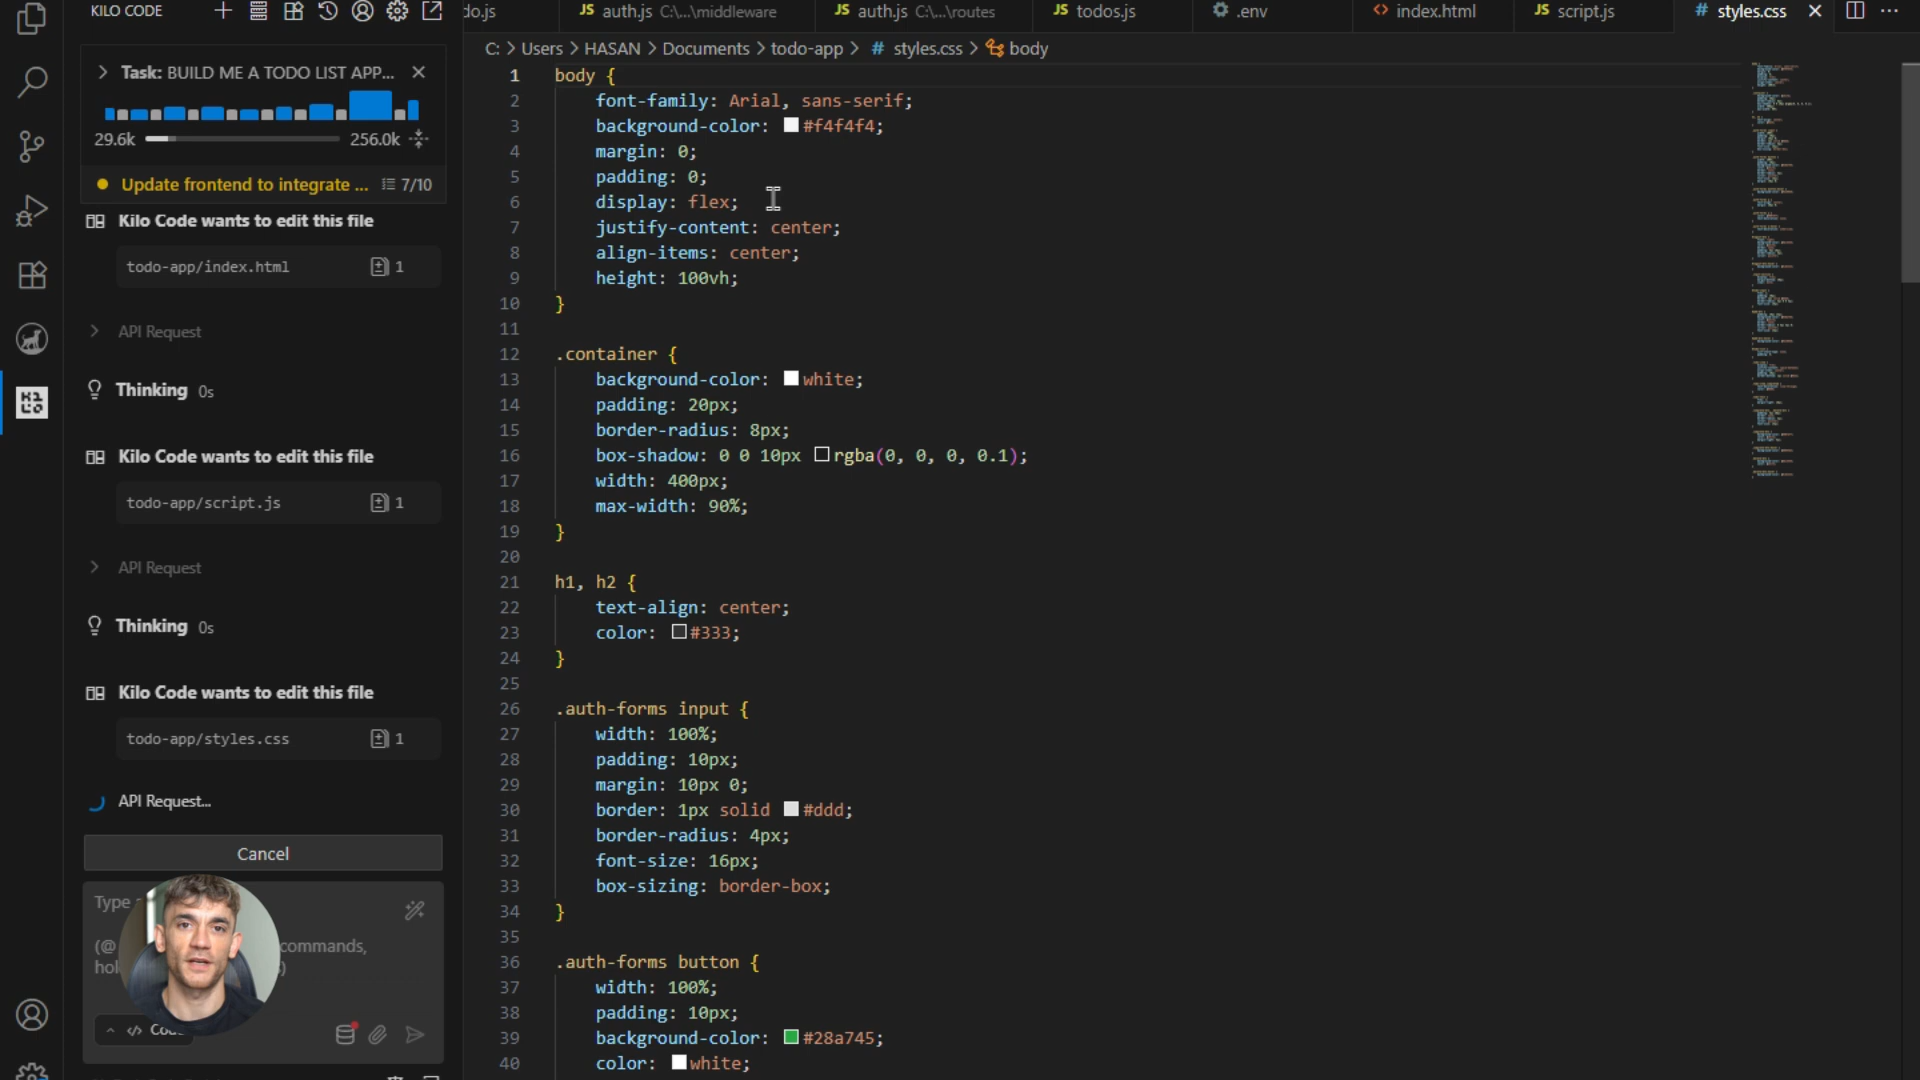 KILO CODE
Task: BUILD ME A TODO LIST APP...
29.6k 256.0k
Update frontend to integrate ... 7/10
Kilo Code wants to edit this file
todo-app/index.html 1
API Request
Thinking 0s
Kilo Code wants to edit this file
todo-app/script.js 1
API Request
Thinking 0s
Kilo Code wants to edit this file
todo-app/styles.css 1
API Request...
Cancel
Type
(@ commands,
hol )
</> Code
do.js
JS auth.js C:\...\middleware
JS auth.js C:\...\routes
JS todos.js
.env
<> index.html
JS script.js
# styles.css
C: > Users > HASAN > Documents > todo-app > # styles.css > body
1 body {
2 font-family: Arial, sans-serif;
3 background-color: #f4f4f4;
4 margin: 0;
5 padding: 0;
6 display: flex;
7 justify-content: center;
8 align-items: center;
9 height: 100vh;
10 }
11
12 .container {
13 background-color: white;
14 padding: 20px;
15 border-radius: 8px;
16 box-shadow: 0 0 10px rgba(0, 0, 0, 0.1);
17 width: 400px;
18 max-width: 90%;
19 }
20
21 h1, h2 {
22 text-align: center;
23 color: #333;
24 }
25
26 .auth-forms input {
27 width: 100%;
28 padding: 10px;
29 margin: 10px 0;
30 border: 1px solid #ddd;
31 border-radius: 4px;
32 font-size: 16px;
33 box-sizing: border-box;
34 }
35
36 .auth-forms button {
37 width: 100%;
38 padding: 10px;
39 background-color: #28a745;
40 color: white;